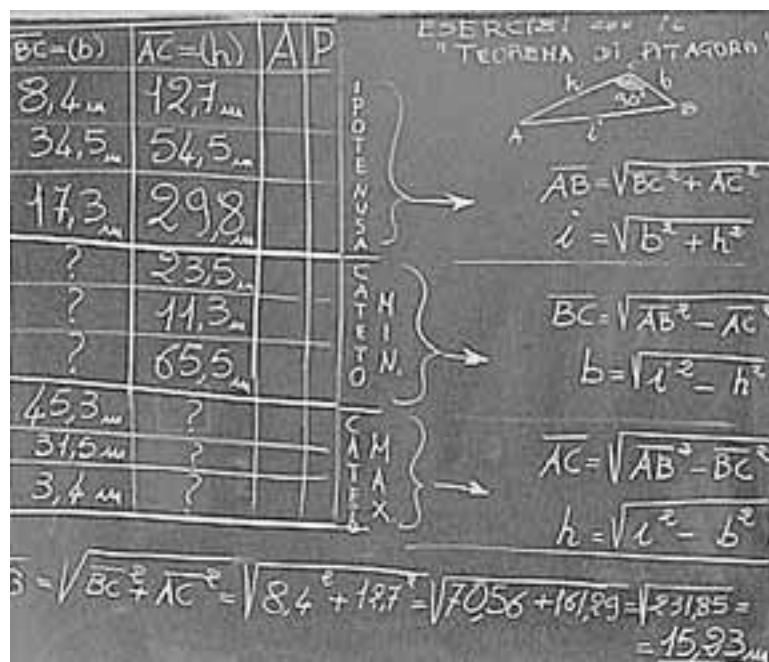 ESERCIZI con il
"TEOREMA DI PITAGORA"
BC=(b) AC=(h) A P
8,4m 12,7m
34,5m 54,5m
17,3m 29,8m
? 23,5m
? 11,3m
? 65,5m
45,3m ?
31,5m ?
3,4m ?
IPOTENUSA
CATETO MIN.
CATETO MAX
h b
90°
A i B
AB=√BC²+AC²
i=√b²+h²
BC=√AB²-AC²
b=√i²-h²
AC=√AB²-BC²
h=√i²-b²
=√BC²+AC²=√8,4²+12,7²=√70,56+161,29=√231,85=
=15,23m